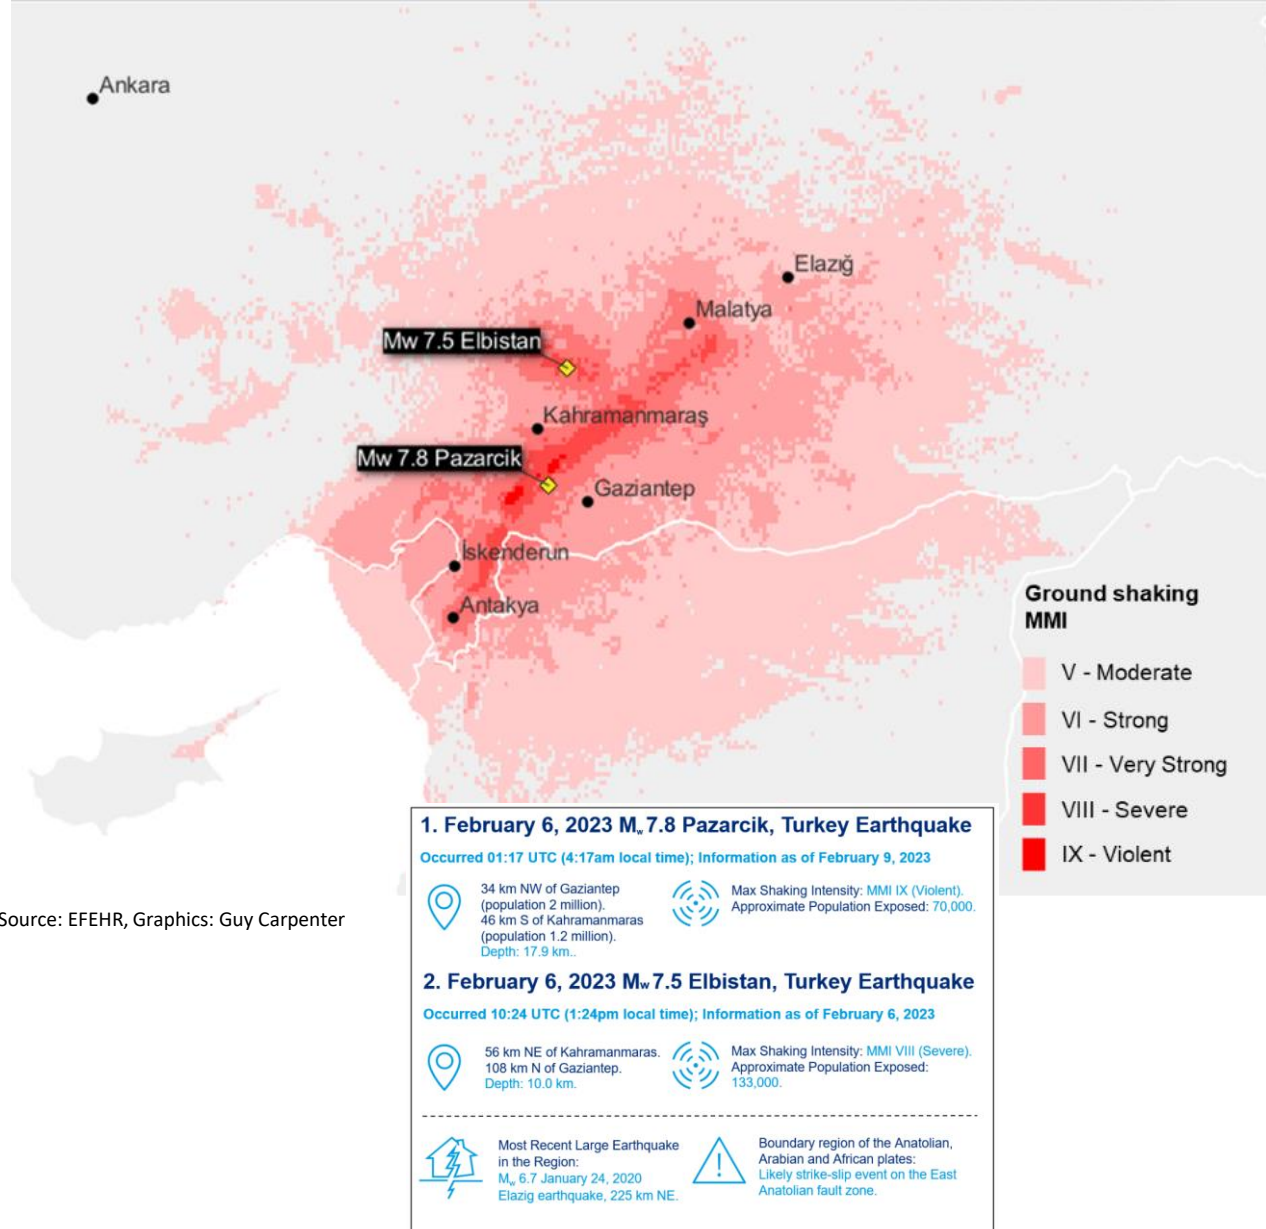 Ankara
Elazığ
Malatya
Mw 7.5 Elbistan
Kahramanmaraş
Mw 7.8 Pazarcik
Gaziantep
İskenderun
Antakya
Ground shaking
MMI
V - Moderate
VI - Strong
VII - Very Strong
VIII - Severe
IX - Violent
Source: EFEHR, Graphics: Guy Carpenter
1. February 6, 2023 Mw 7.8 Pazarcik, Turkey Earthquake
Occurred 01:17 UTC (4:17am local time); Information as of February 9, 2023
34 km NW of Gaziantep
(population 2 million).
46 km S of Kahramanmaras
(population 1.2 million).
Depth: 17.9 km..
Max Shaking Intensity: MMI IX (Violent).
Approximate Population Exposed: 70,000.
2. February 6, 2023 Mw 7.5 Elbistan, Turkey Earthquake
Occurred 10:24 UTC (1:24pm local time); Information as of February 6, 2023
56 km NE of Kahramanmaras.
108 km N of Gaziantep.
Depth: 10.0 km.
Max Shaking Intensity: MMI VIII (Severe).
Approximate Population Exposed:
133,000.
Most Recent Large Earthquake
in the Region:
Mw 6.7 January 24, 2020
Elazig earthquake, 225 km NE.
Boundary region of the Anatolian,
Arabian and African plates:
Likely strike-slip event on the East
Anatolian fault zone.